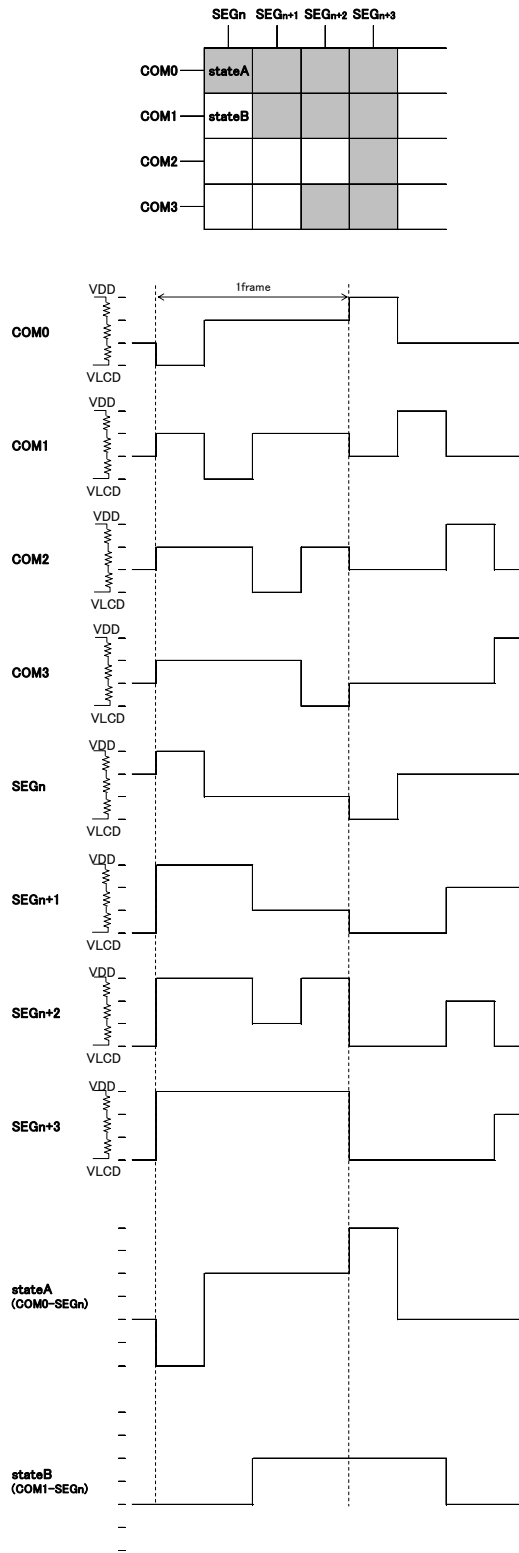 SEGn SEGn+1 SEGn+2 SEGn+3
COM0 stateA
COM1 stateB
COM2
COM3
1frame
VDD
COM0
VLCD
VDD
COM1
VLCD
VDD
COM2
VLCD
VDD
COM3
VLCD
VDD
SEGn
VLCD
VDD
SEGn+1
VLCD
VDD
SEGn+2
VLCD
VDD
SEGn+3
VLCD
stateA
(COM0-SEGn)
stateB
(COM1-SEGn)